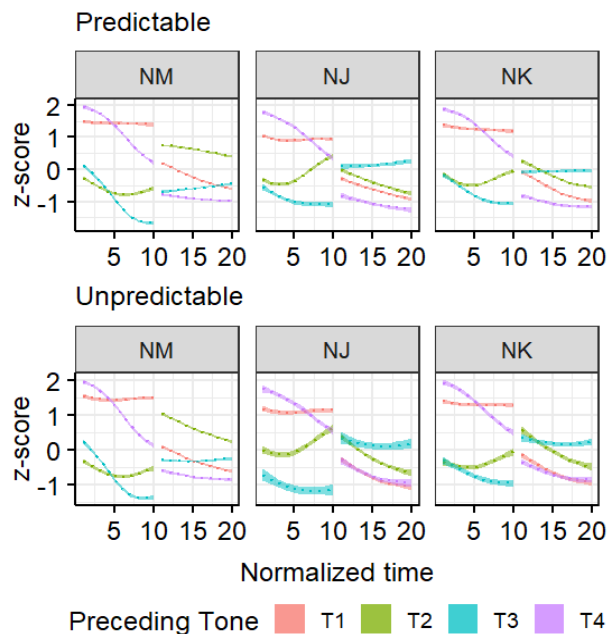 Predictable
NM NJ NK
2
1
0
-1
z-score
5 10 15 20 5 10 15 20 5 10 15 20
Unpredictable
NM NJ NK
2
1
0
-1
z-score
5 10 15 20 5 10 15 20 5 10 15 20
Normalized time
Preceding Tone T1 T2 T3 T4